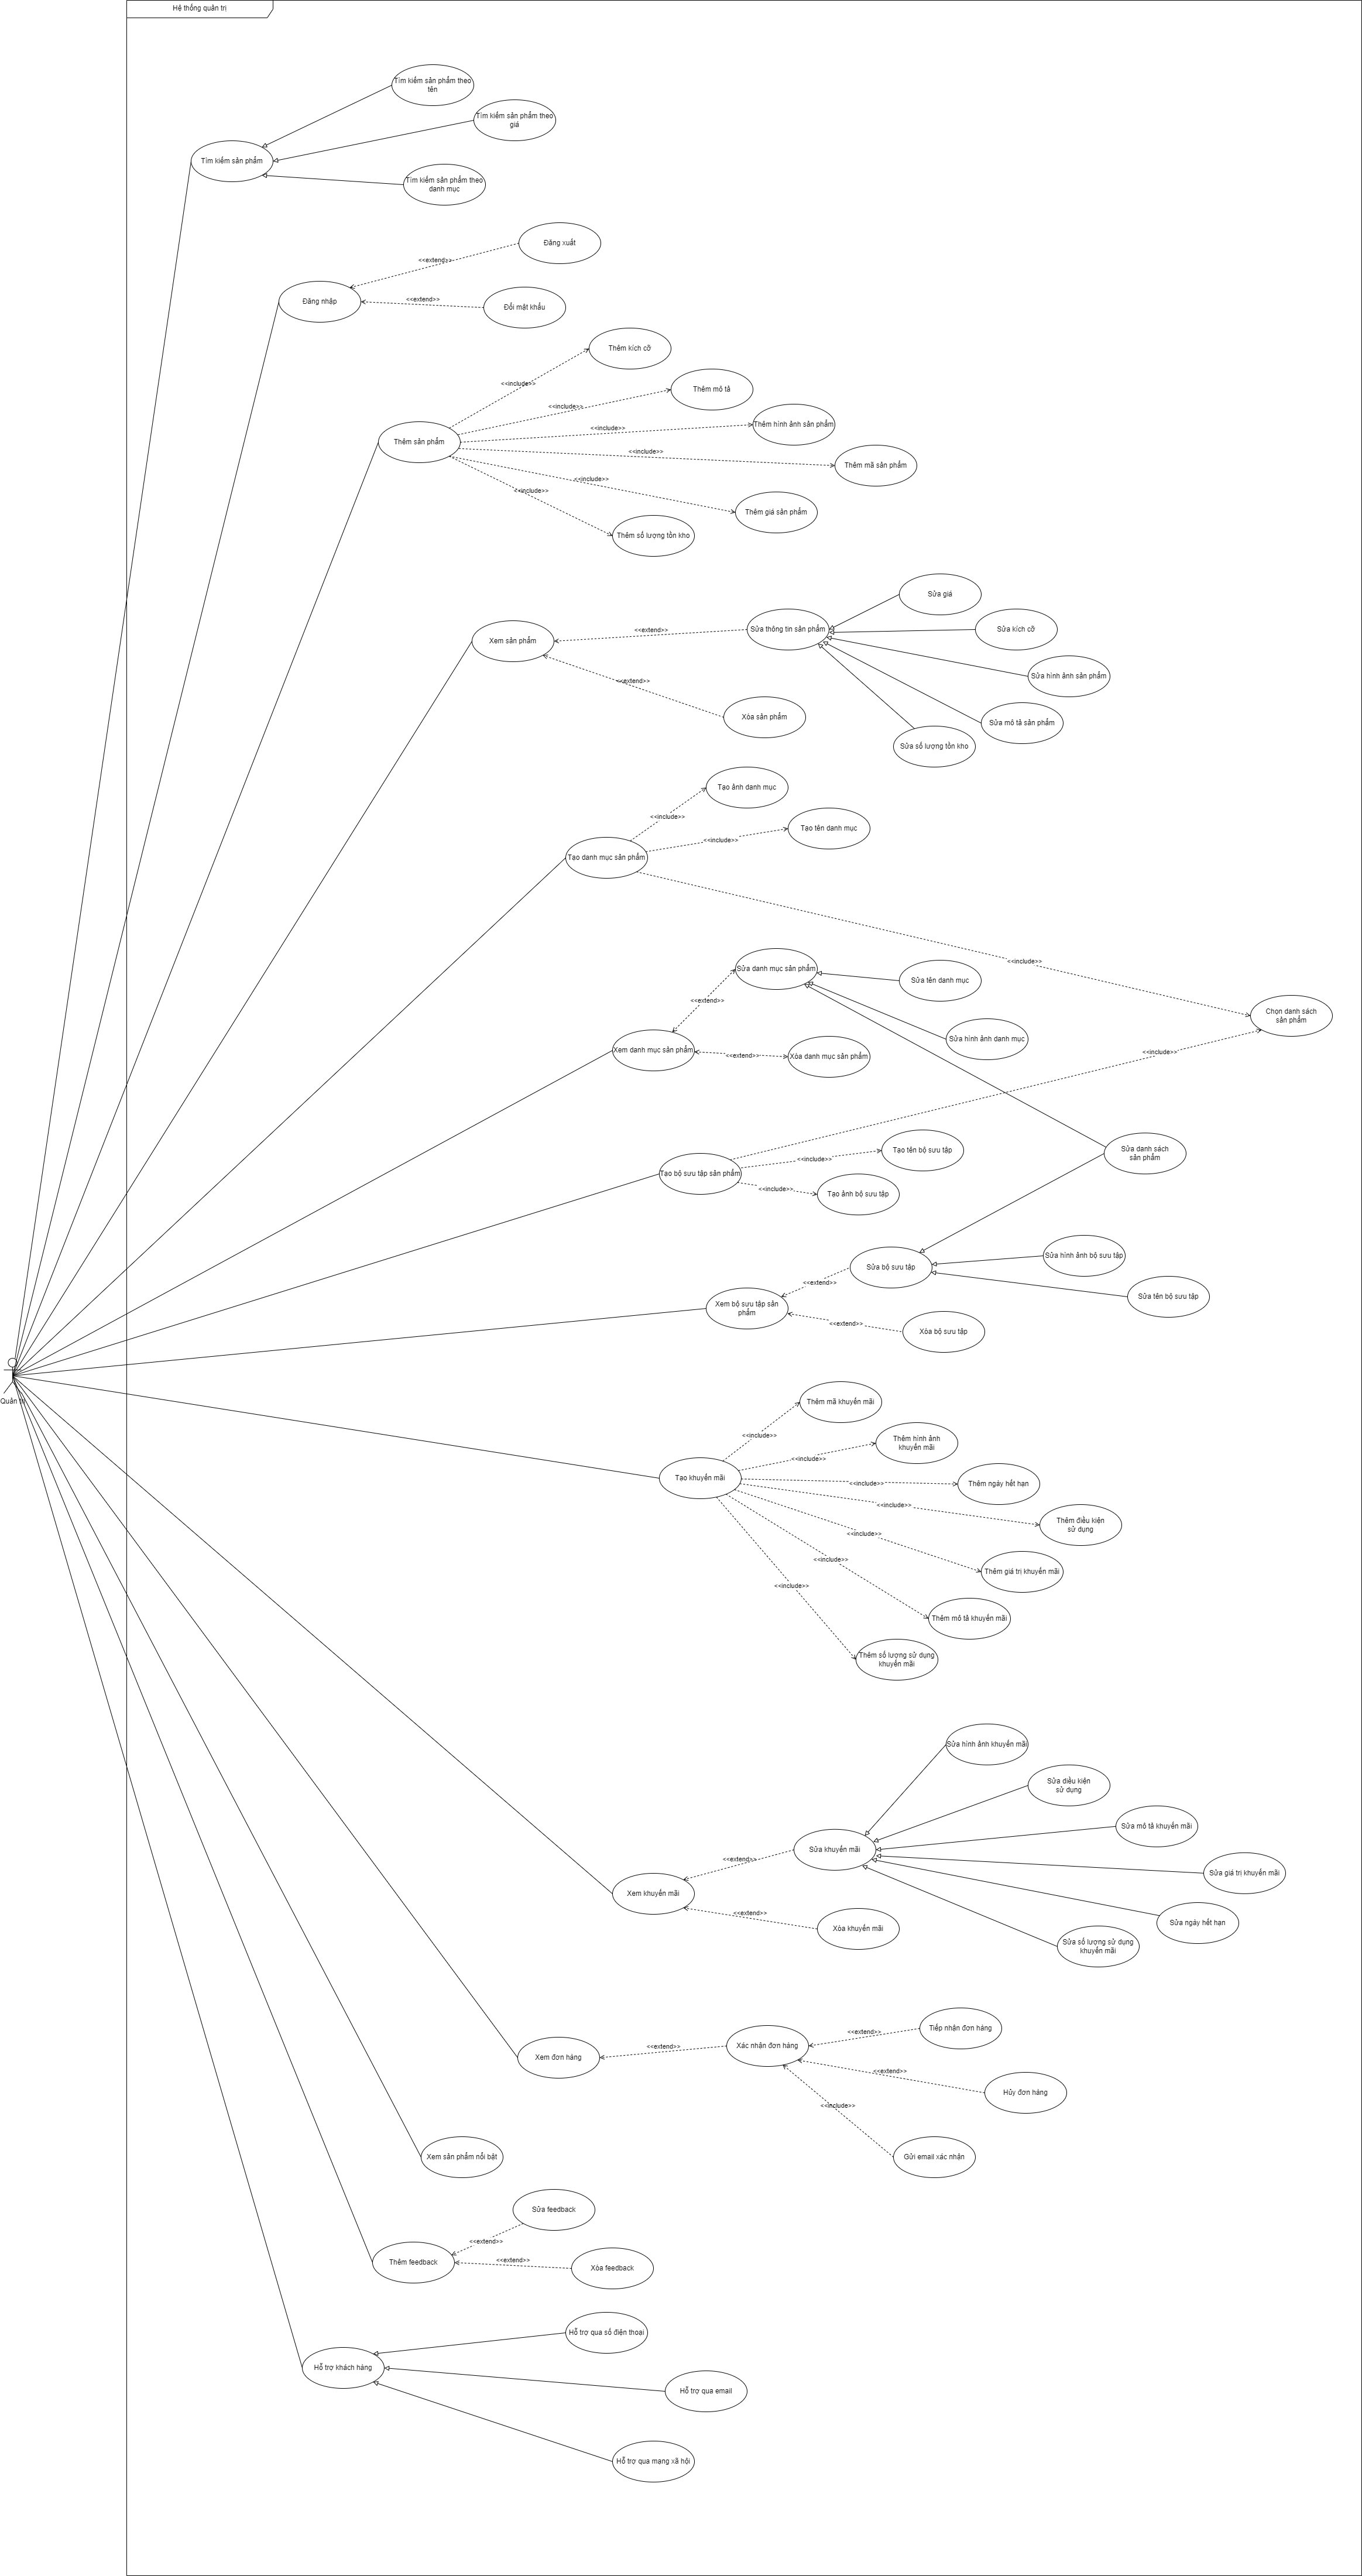 Hệ thống quản trị
Tìm kiếm sản phẩm theo
tên
Tìm kiếm sản phẩm theo
giá
Tìm kiếm sản phẩm
Tìm kiếm sản phẩm theo
danh mục
Đăng xuất
<<extend>>
Đăng nhập
<<extend>>
Đổi mật khẩu
Thêm kích cỡ
<<include>>
Thêm mô tả
<<include>>
Thêm hình ảnh sản phẩm
<<include>>
Thêm sản phẩm
<<include>>
Thêm mã sản phẩm
<<include>>
<<include>>
Thêm giá sản phẩm
Thêm số lượng tồn kho
Sửa giá
<<extend>>
Sửa thông tin sản phẩm
Sửa kích cỡ
Xem sản phẩm
Sửa hình ảnh sản phẩm
<<extend>>
Xóa sản phẩm
Sửa mô tả sản phẩm
Sửa số lượng tồn kho
Tạo ảnh danh mục
<<include>>
Tạo tên danh mục
<<include>>
Tạo danh mục sản phẩm
<<include>>
Sửa danh mục sản phẩm
Sửa tên danh mục
<<extend>>
Chọn danh sách
sản phẩm
Sửa hình ảnh danh mục
Xem danh mục sản phẩm
<<extend>>
Xóa danh mục sản phẩm
<<include>>
Sửa danh sách
sản phẩm
Tạo tên bộ sưu tập
<<include>>
Tạo bộ sưu tập sản phẩm
<<include>>
Tạo ảnh bộ sưu tập
Sửa hình ảnh bộ sưu tập
Sửa bộ sưu tập
<<extend>>
Sửa tên bộ sưu tập
Xem bộ sưu tập sản
phẩm
<<extend>>
Xóa bộ sưu tập
Quản trị
Thêm mã khuyến mãi
<<include>>
Thêm hình ảnh
khuyến mãi
<<include>>
Tạo khuyến mãi
<<include>>
Thêm ngày hết hạn
<<include>>
Thêm điều kiện
sử dụng
<<include>>
<<include>>
Thêm giá trị khuyến mãi
<<include>>
Thêm mô tả khuyến mãi
Thêm số lượng sử dụng
khuyến mãi
Sửa hình ảnh khuyến mãi
Sửa điều kiện
sử dụng
Sửa mô tả khuyến mãi
Sửa khuyến mãi
<<extend>>
Sửa giá trị khuyến mãi
Xem khuyến mãi
<<extend>>
Sửa ngày hết hạn
Xóa khuyến mãi
Sửa số lượng sử dụng
khuyến mãi
Tiếp nhận đơn hàng
<<extend>>
Xác nhận đơn hàng
<<extend>>
Xem đơn hàng
<<extend>>
Hủy đơn hàng
<<include>>
Gửi email xác nhận
Xem sản phẩm nổi bật
Sửa feedback
<<extend>>
Thêm feedback
<<extend>>
Xóa feedback
Hỗ trợ qua số điện thoại
Hỗ trợ khách hàng
Hỗ trợ qua email
Hỗ trợ qua mạng xã hội